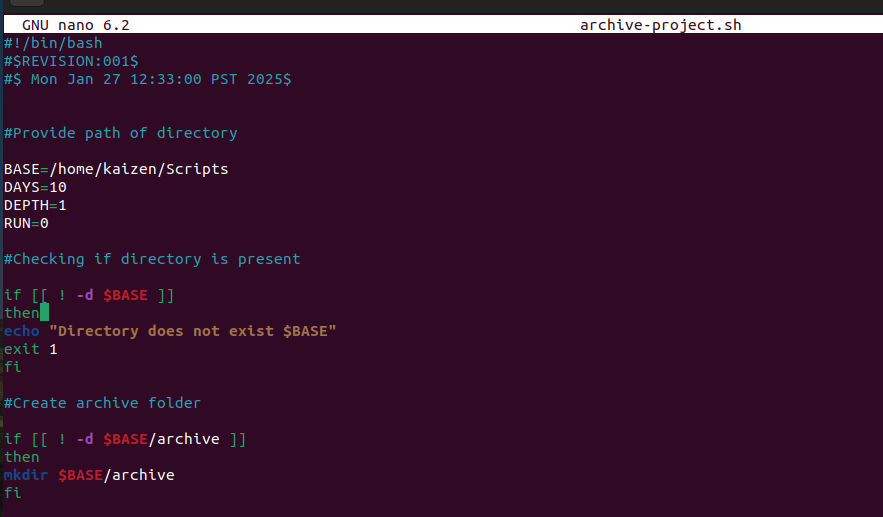 GNU nano 6.2 archive-project.sh
#!/bin/bash
#$REVISION:001$
#$ Mon Jan 27 12:33:00 PST 2025$
#Provide path of directory
BASE=/home/kaizen/Scripts
DAYS=10
DEPTH=1
RUN=0
#Checking if directory is present
if [[ ! -d $BASE ]]
then
echo "Directory does not exist $BASE"
exit 1
fi
#Create archive folder
if [[ ! -d $BASE/archive ]]
then
mkdir $BASE/archive
fi